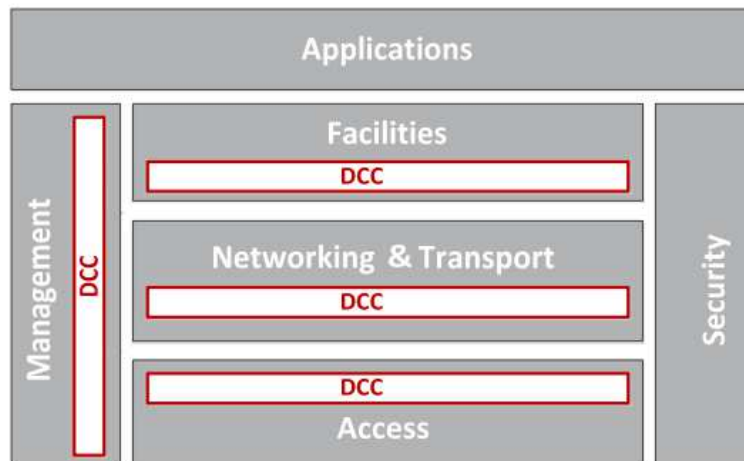 Applications
Management
DCC
Facilities
DCC
Networking & Transport
DCC
DCC
Access
Security